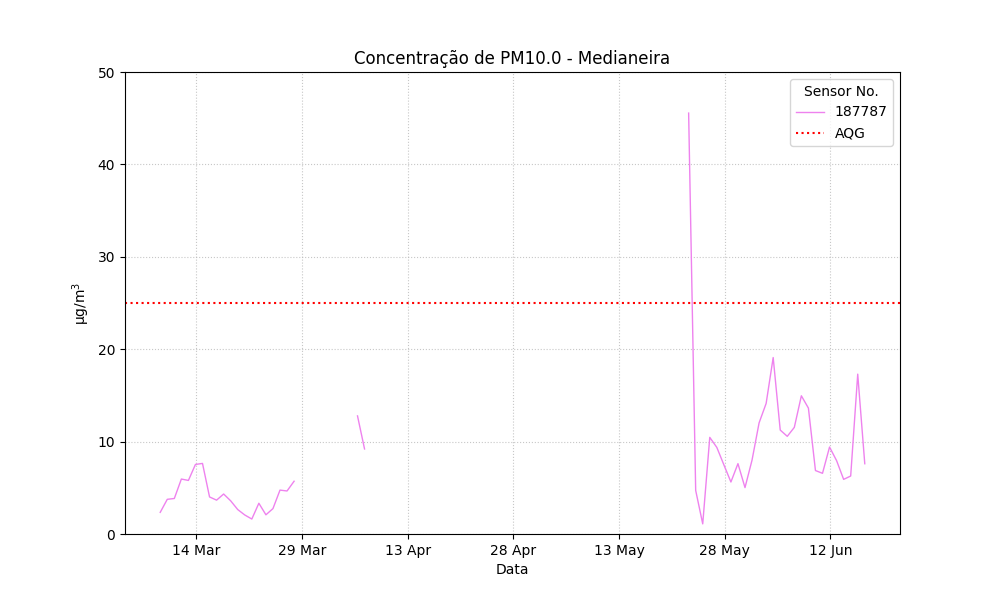 Concentração de PM10.0 - Medianeira
50
40
30
20
10
0
µg/m³
Sensor No.
187787
AQG
14 Mar
29 Mar
13 Apr
28 Apr
13 May
28 May
12 Jun
Data